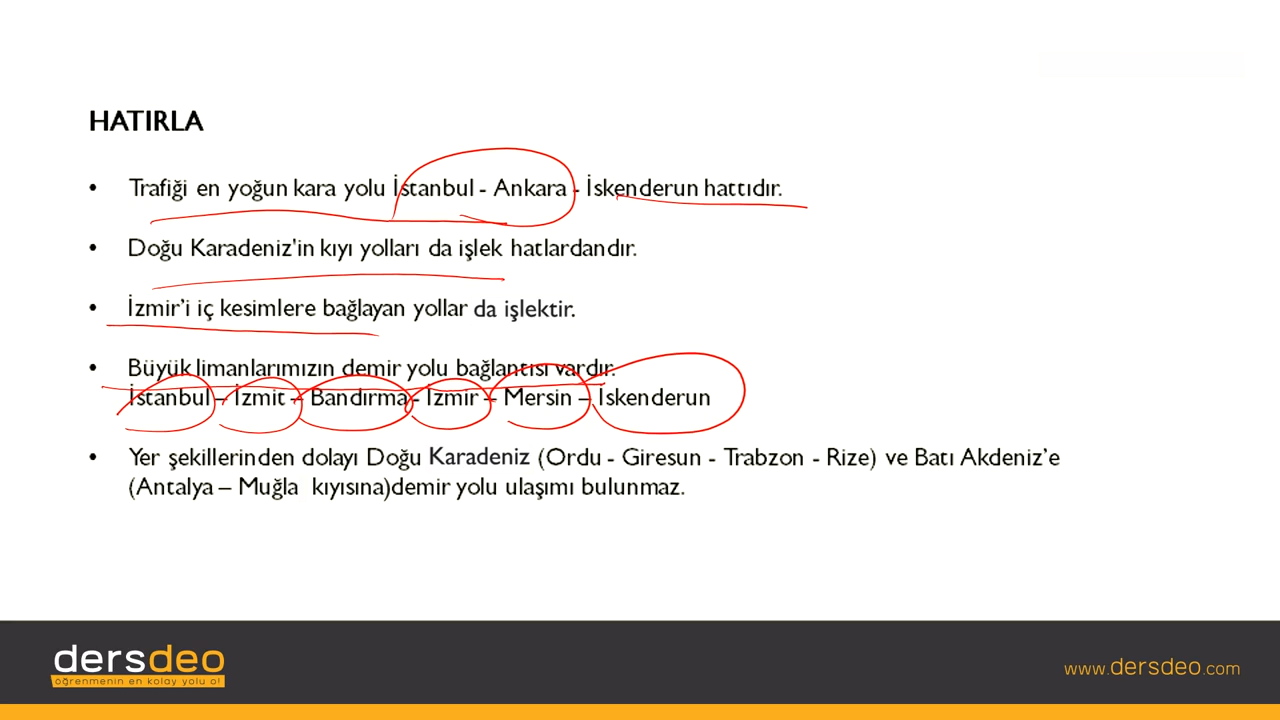 HATIRLA
• Trafiği en yoğun kara yolu İstanbul - Ankara - İskenderun hattıdır.
• Doğu Karadeniz'in kıyı yolları da işlek hatlardandır.
• İzmir’i iç kesimlere bağlayan yollar da işlektir.
• Büyük limanlarımızın demir yolu bağlantısı vardır.
İstanbul – İzmit – Bandırma - İzmir – Mersin – İskenderun
• Yer şekillerinden dolayı Doğu Karadeniz (Ordu - Giresun - Trabzon - Rize) ve Batı Akdeniz’e
(Antalya – Muğla kıyısına)demir yolu ulaşımı bulunmaz.
dersdeo
öğrenmenin en kolay yolu o!
www.dersdeo.com